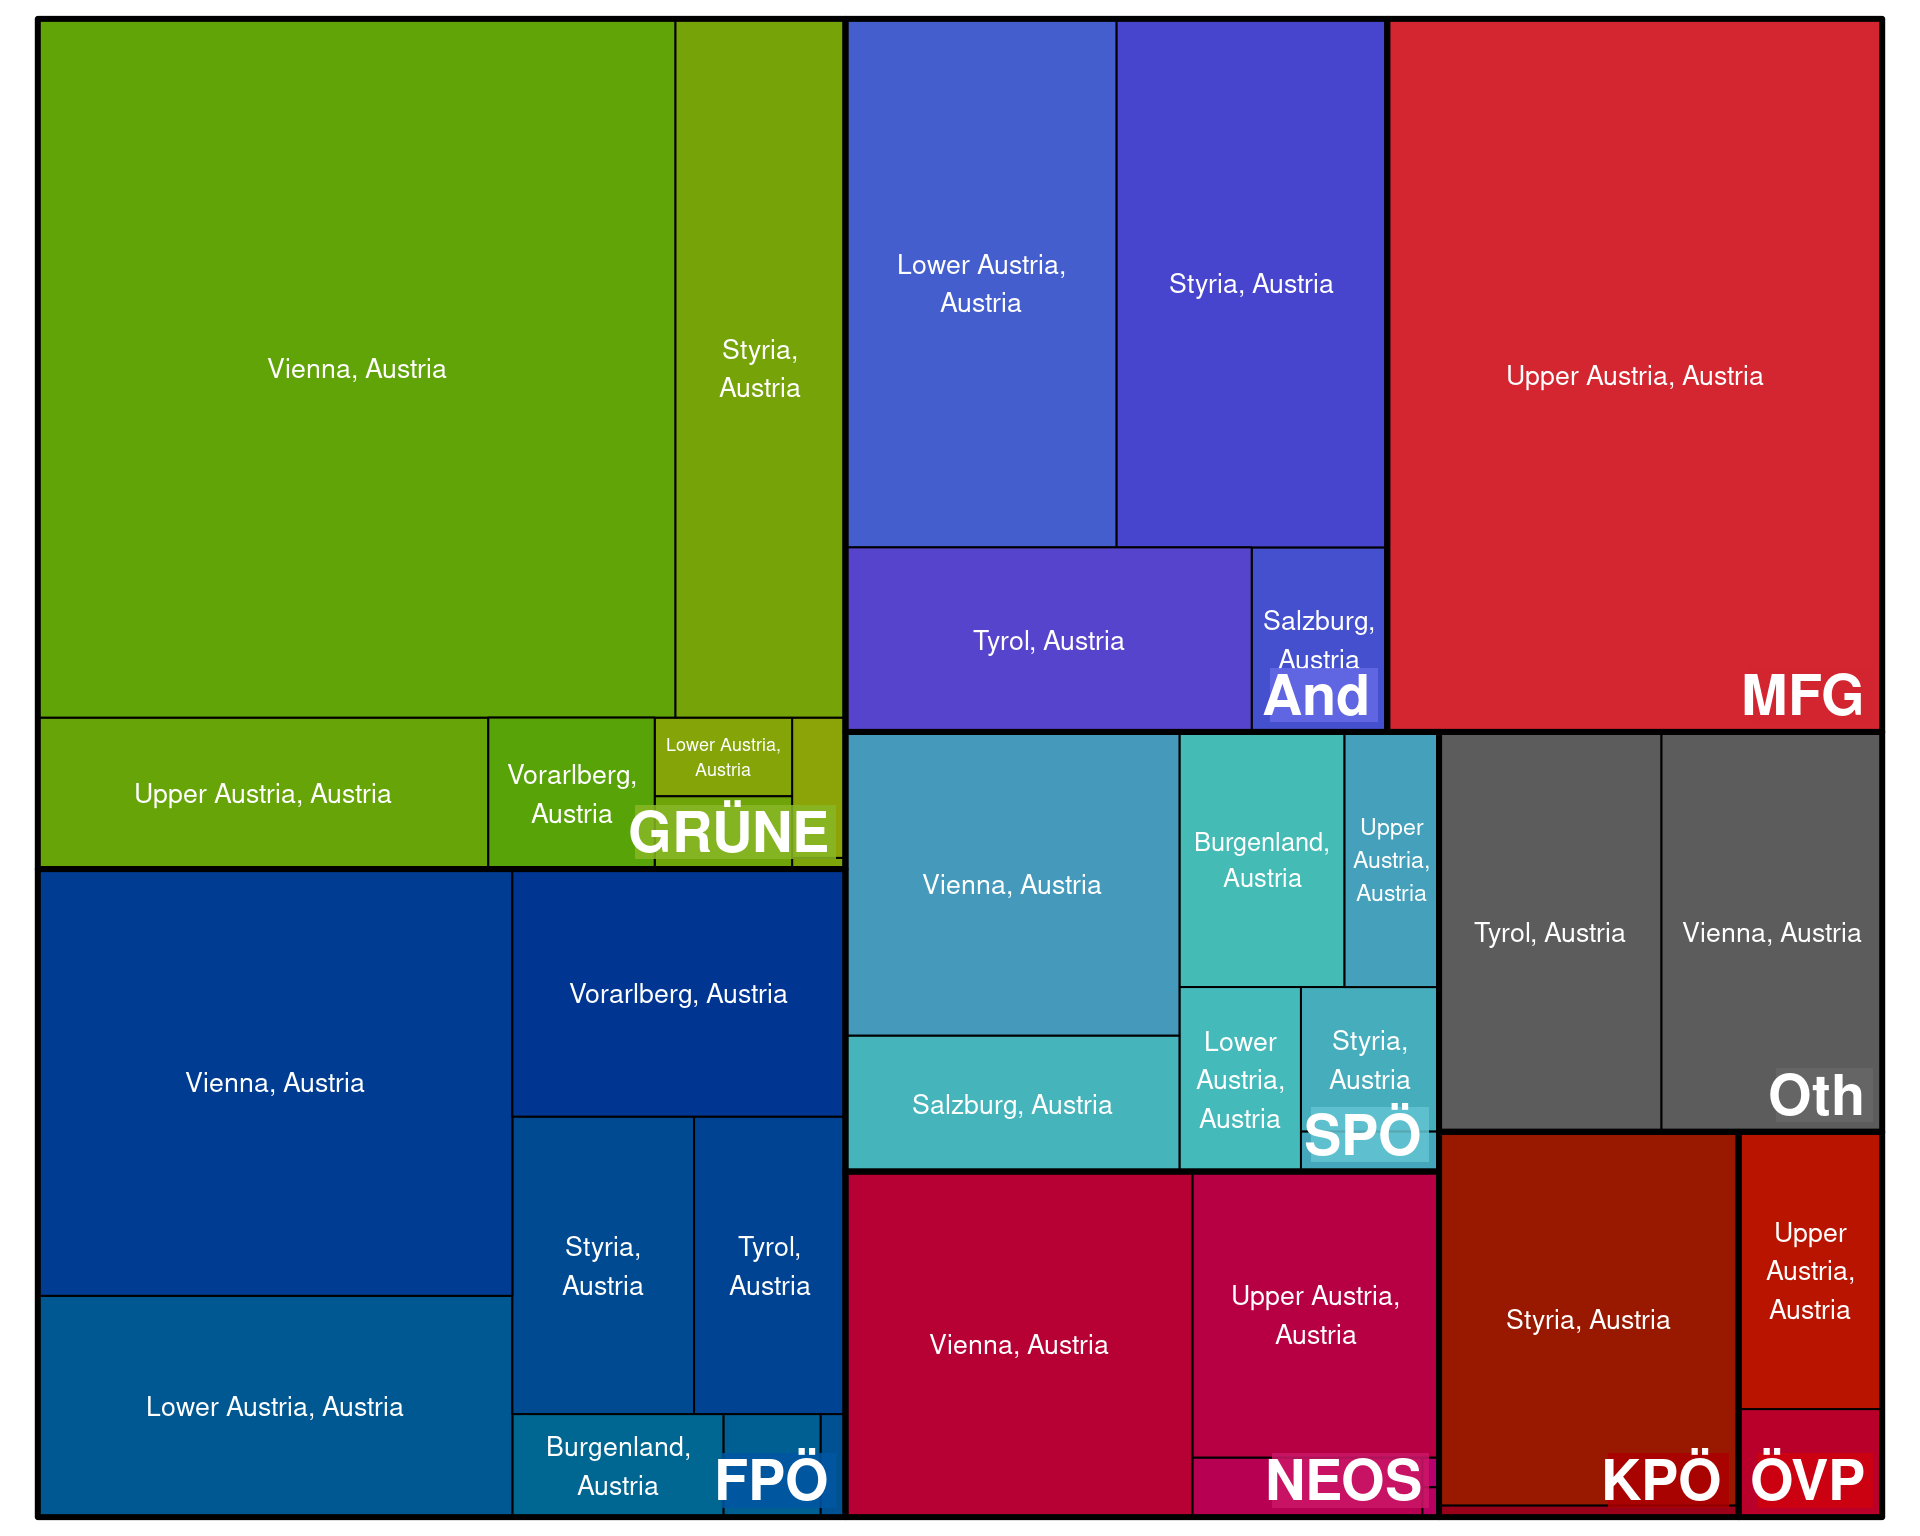 Vienna, Austria
Styria,
Austria
Upper Austria, Austria
Vorarlberg,
Austria
Lower Austria,
Austria
GRÜNE
Lower Austria,
Austria
Styria, Austria
Tyrol, Austria
Salzburg,
Austria
And
Upper Austria, Austria
MFG
Vienna, Austria
Vorarlberg, Austria
Styria,
Austria
Tyrol,
Austria
Lower Austria, Austria
Burgenland,
Austria
FPÖ
Vienna, Austria
Burgenland,
Austria
Upper
Austria,
Austria
Salzburg, Austria
Lower
Austria,
Austria
Styria,
Austria
SPÖ
Tyrol, Austria
Vienna, Austria
Oth
Vienna, Austria
Upper Austria,
Austria
NEOS
Styria, Austria
KPÖ
Upper
Austria,
Austria
ÖVP